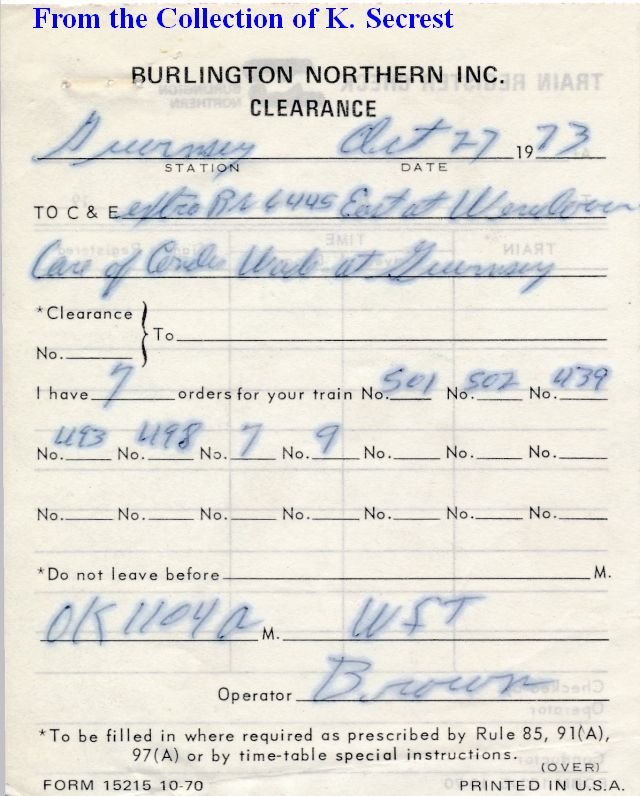 From the Collection of K. Secrest
BURLINGTON NORTHERN INC.
CLEARANCE
Guernsey Oct 27 1973
STATION DATE
TO C & E extra BN 6445 East at Wendover
Care of Condr Wade at Guernsey
*Clearance
No. To
I have 7 orders for your train No. 501 No. 502 No. 439
No. 493 No. 498 No. 7 No. 9 No. No. No.
No. No. No. No. No. No. No.
*Do not leave before M.
OK 1104 a M. WST
Operator Brown
*To be filled in where required as prescribed by Rule 85, 91(A),
97(A) or by time-table special instructions.
(OVER)
FORM 15215 10-70 PRINTED IN U.S.A.